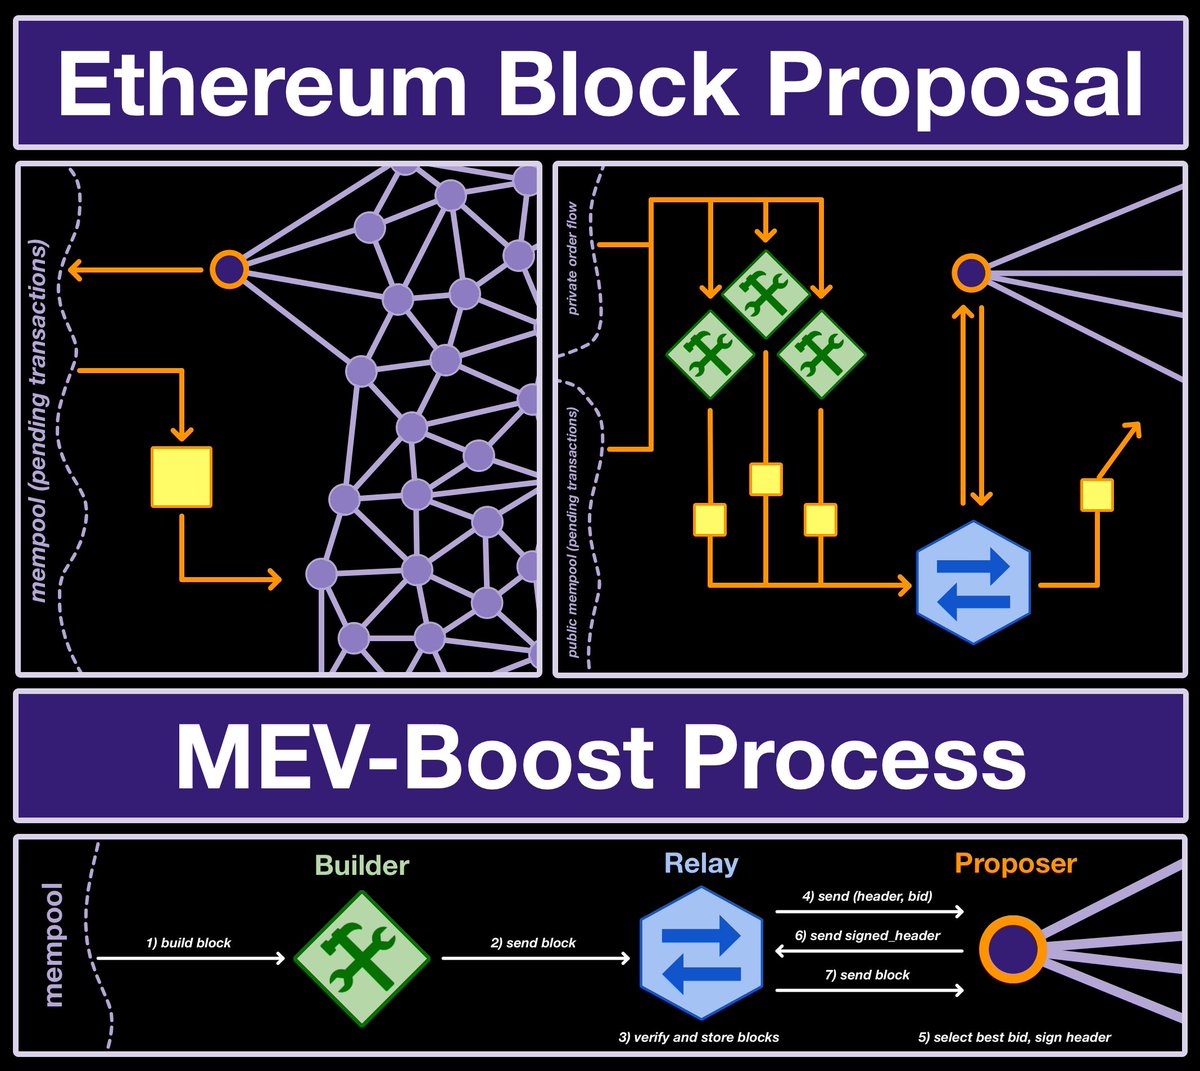 Ethereum Block Proposal
mempool (pending transactions)
private order flow
public mempool (pending transactions)
MEV-Boost Process
mempool
1) build block
Builder
2) send block
Relay
3) verify and store blocks
4) send (header, bid)
6) send signed_header
7) send block
Proposer
5) select best bid, sign header